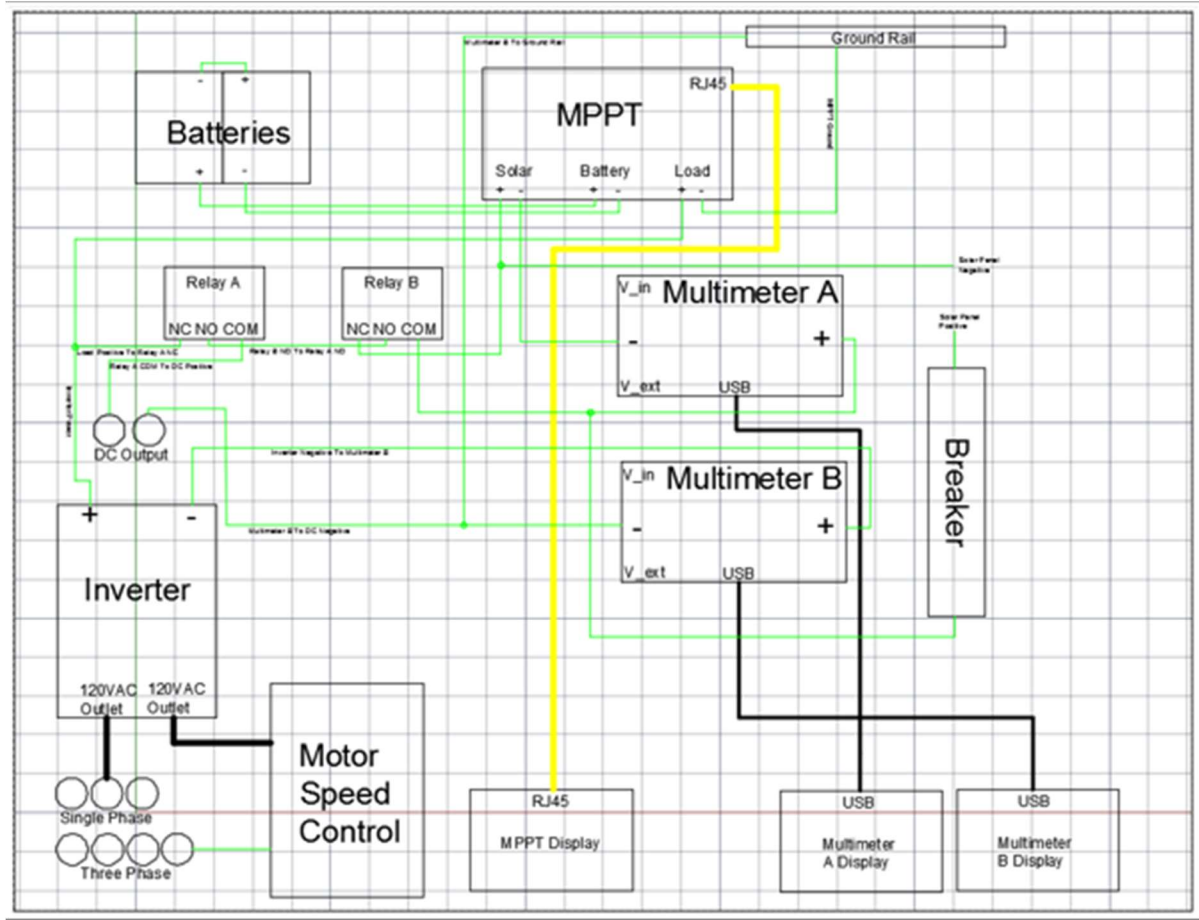 Multimeter B To Ground Rail
Ground Rail
RJ45
MPPT
MPPT Ground
Batteries
- +
+ -
Solar Battery Load
+ - + - + -
Relay A
NC NO COM
Relay B
NC NO COM
Solar Panel
Negative
Solar Panel
Positive
V_in
Multimeter A
- +
V_ext USB
Load Positive To Relay A NC
Relay B NO To Relay A NO
Relay A COM To DC Positive
DC Output
Inverter Negative To Multimeter B
V_in
Multimeter B
- +
V_ext USB
Multimeter B To DC Negative
Breaker
+ -
Inverter
120VAC 120VAC
Outlet Outlet
Motor
Speed
Control
Single Phase
Three Phase
RJ45
MPPT Display
USB
Multimeter
A Display
USB
Multimeter
B Display